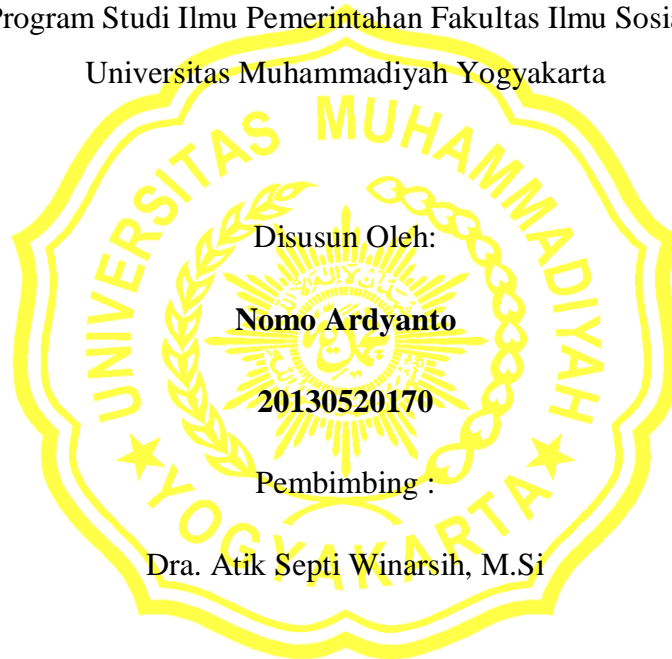 Program Studi Ilmu Pemerintahan Fakultas Ilmu Sosia
Universitas Muhammadiyah Yogyakarta
UNIVERSITAS MUHAMMADIYAH
Disusun Oleh:
Nomo Ardyanto
20130520170
Pembimbing :
Dra. Atik Septi Winarsih, M.Si
★ YOGYAKARTA ★